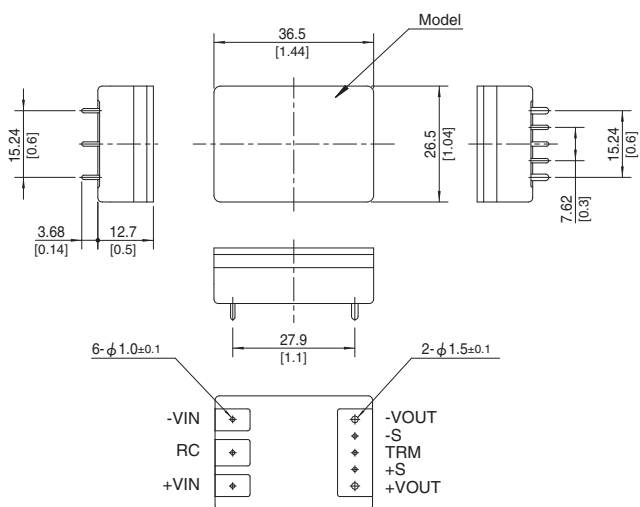 36.5
[1.44]
Model
15.24
[0.6]
26.5
[1.04]
15.24
[0.6]
7.62
[0.3]
3.68
[0.14]
12.7
[0.5]
27.9
[1.1]
6-ϕ1.0±0.1
2-ϕ1.5±0.1
-VIN
RC
+VIN
-VOUT
-S
TRM
+S
+VOUT